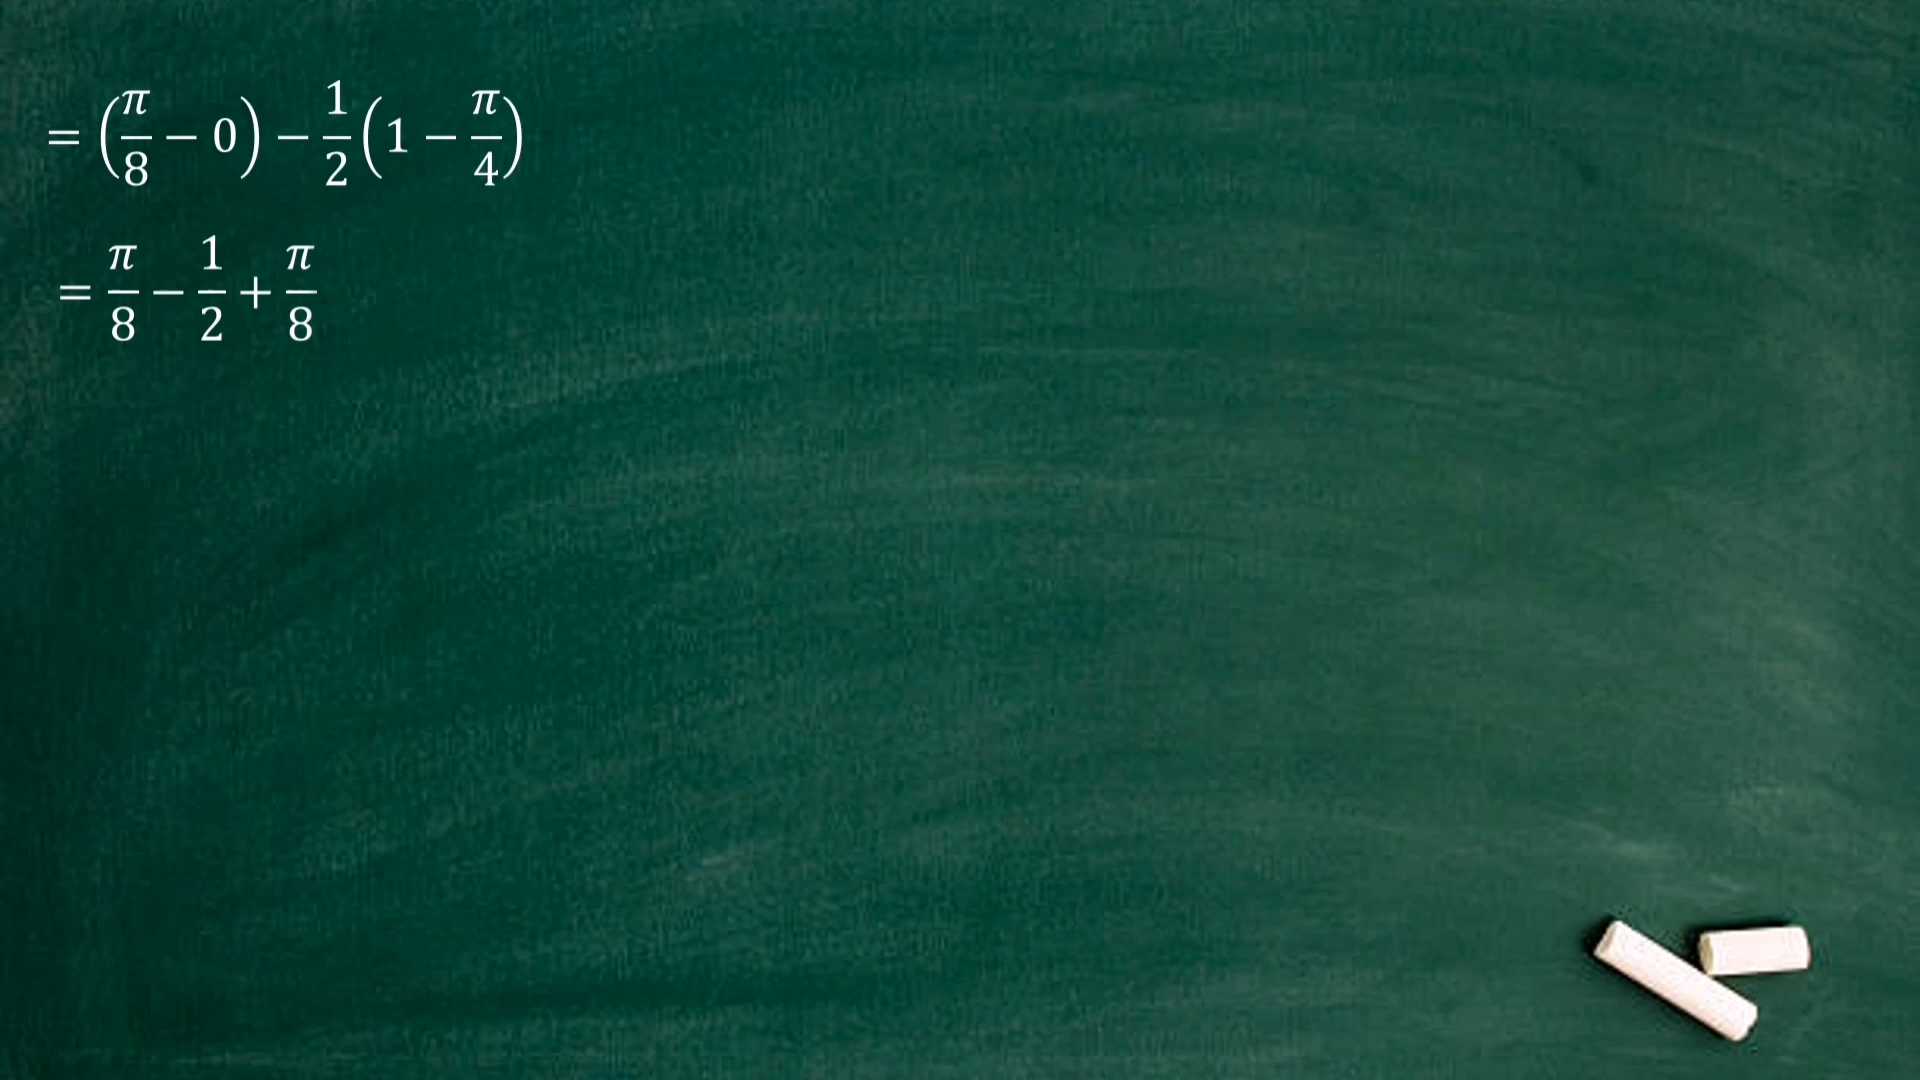 = (π/8 − 0) − 1/2 (1 − π/4)
= π/8 − 1/2 + π/8